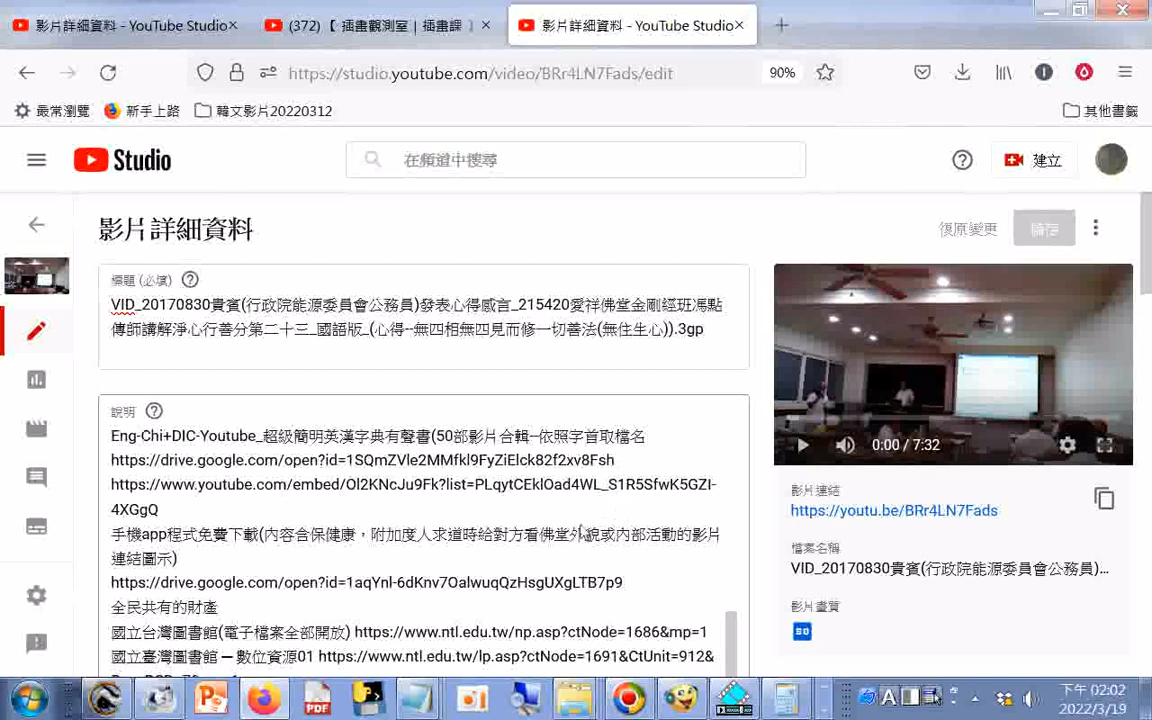 影片詳細資料 - YouTube Studio
(372)【 插畫觀測室 | 插畫課 】
影片詳細資料 - YouTube Studio
https://studio.youtube.com/video/BRr4LN7Fads/edit
90%
最常瀏覽
新手上路
韓文影片20220312
其他書籤
Studio
在頻道中搜尋
建立
影片詳細資料
復原變更
儲存
標題 (必填)
VID_20170830貴賓(行政院能源委員會公務員)發表心得感言_215420愛祥佛堂金剛經班馮點
傳師講解淨心行善分第二十三_國語版_(心得--無四相無四見而修一切善法(無住生心)).3gp
說明
Eng-Chi+DIC-Youtube_超級簡明英漢字典有聲書(50部影片合輯--依照字首取檔名
https://drive.google.com/open?id=1SQmZVle2MMfkl9FyZiElck82f2xv8Fsh
https://www.youtube.com/embed/Ol2KNcJu9Fk?list=PLqytCEklOad4WL_S1R5SfwK5GZI-
4XGgQ
手機app程式免費下載(內容含保健康，附加度人求道時給對方看佛堂外貌或內部活動的影片
連結圖示)
https://drive.google.com/open?id=1aqYnl-6dKnv7OalwuqQzHsgUXgLTB7p9
全民共有的財產
國立台灣圖書館(電子檔案全部開放) https://www.ntl.edu.tw/np.asp?ctNode=1686&mp=1
國立臺灣圖書館 ─ 數位資源01 https://www.ntl.edu.tw/lp.asp?ctNode=1691&CtUnit=912&
0:00 / 7:32
影片連結
https://youtu.be/BRr4LN7Fads
檔案名稱
VID_20170830貴賓(行政院能源委員會公務員)...
影片畫質
SD
PDF
A
下午 02:02
2022/3/19